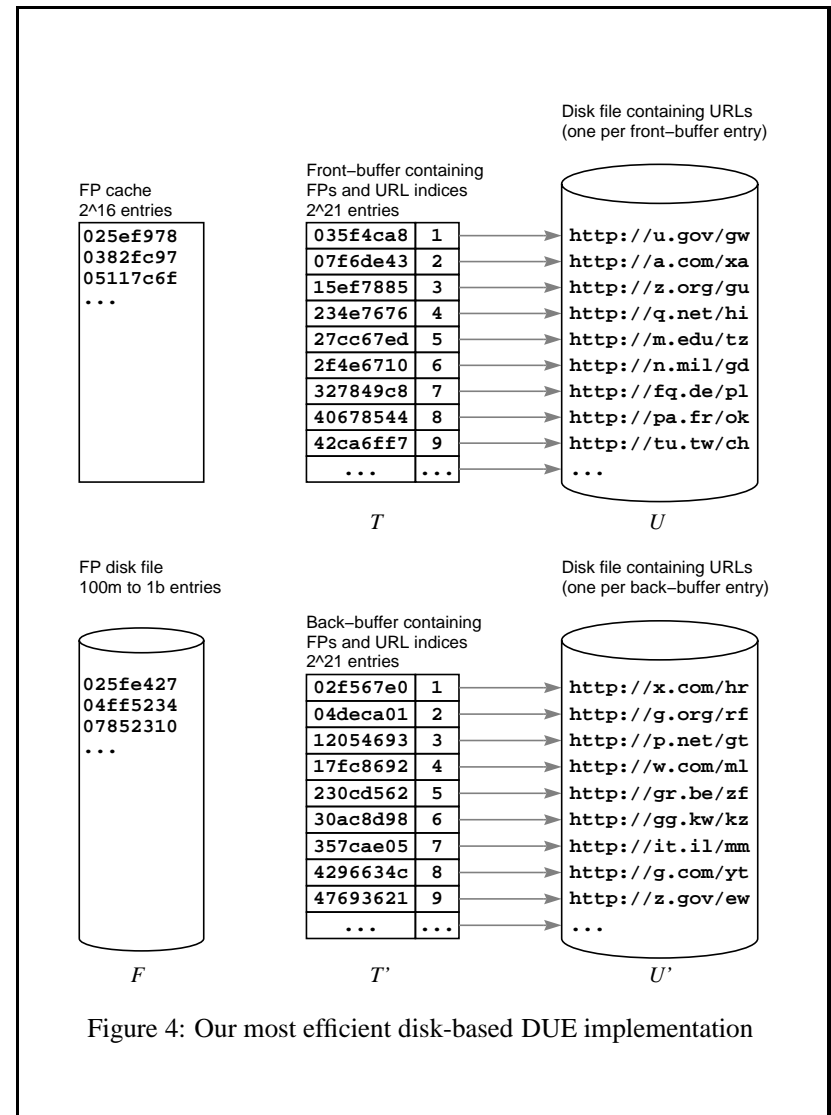 Disk file containing URLs
(one per front−buffer entry)
FP cache
2^16 entries
025ef978
0382fc97
05117c6f
...
Front−buffer containing
FPs and URL indices
2^21 entries
035f4ca8 1 http://u.gov/gw
07f6de43 2 http://a.com/xa
15ef7885 3 http://z.org/gu
234e7676 4 http://q.net/hi
27cc67ed 5 http://m.edu/tz
2f4e6710 6 http://n.mil/gd
327849c8 7 http://fq.de/pl
40678544 8 http://pa.fr/ok
42ca6ff7 9 http://tu.tw/ch
... ... ...
T U
FP disk file
100m to 1b entries
Disk file containing URLs
(one per back−buffer entry)
Back−buffer containing
FPs and URL indices
2^21 entries
025fe427
04ff5234
07852310
...
02f567e0 1 http://x.com/hr
04deca01 2 http://g.org/rf
12054693 3 http://p.net/gt
17fc8692 4 http://w.com/ml
230cd562 5 http://gr.be/zf
30ac8d98 6 http://gg.kw/kz
357cae05 7 http://it.il/mm
4296634c 8 http://g.com/yt
47693621 9 http://z.gov/ew
... ... ...
F T' U'
Figure 4: Our most efficient disk-based DUE implementation